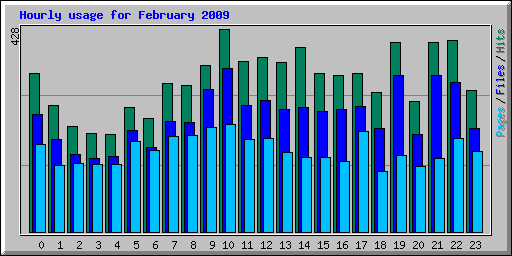 Hourly usage for February 2009
428
Pages / Files / Hits
0 1 2 3 4 5 6 7 8 9 10 11 12 13 14 15 16 17 18 19 20 21 22 23